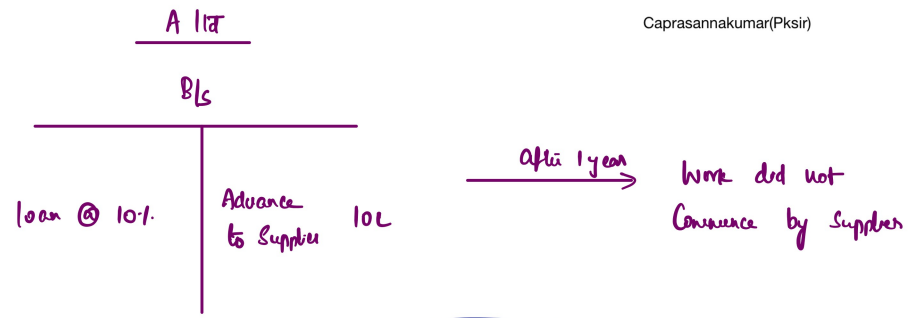 Caprasannakumar(Pksir)
A ltd
B/s
loan @ 10%.
Advance
to Supplier 10L
After 1 year
Work did not
Commence by Supplier